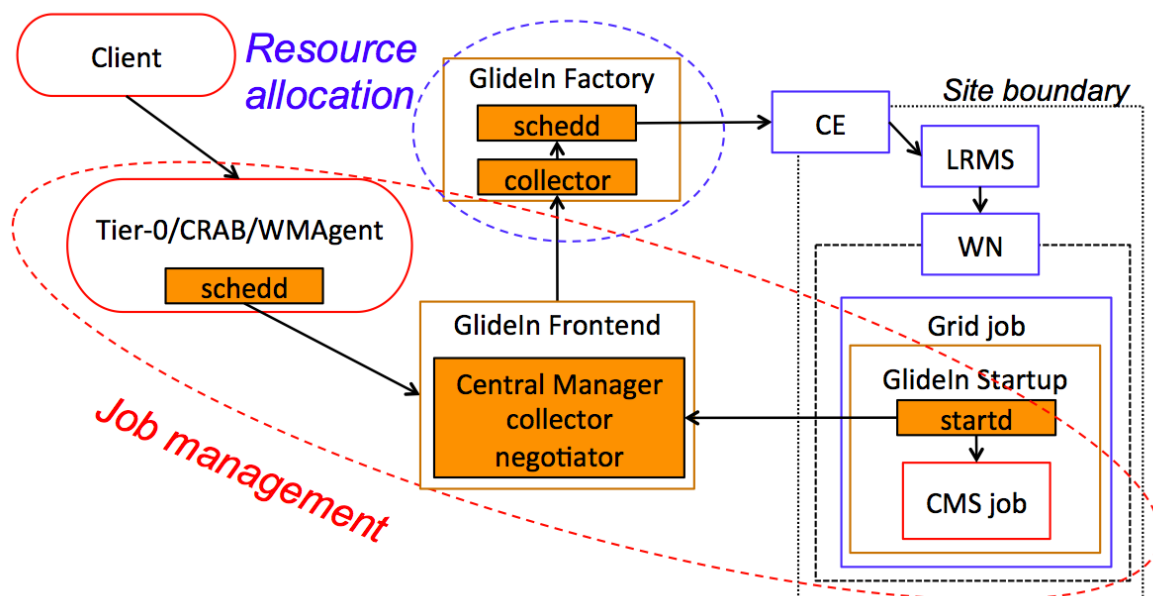 Client
Resource
allocation
GlideIn Factory
schedd
collector
Site boundary
CE
LRMS
WN
Tier-0/CRAB/WMAgent
schedd
GlideIn Frontend
Central Manager
collector
negotiator
Grid job
GlideIn Startup
startd
CMS job
Job management